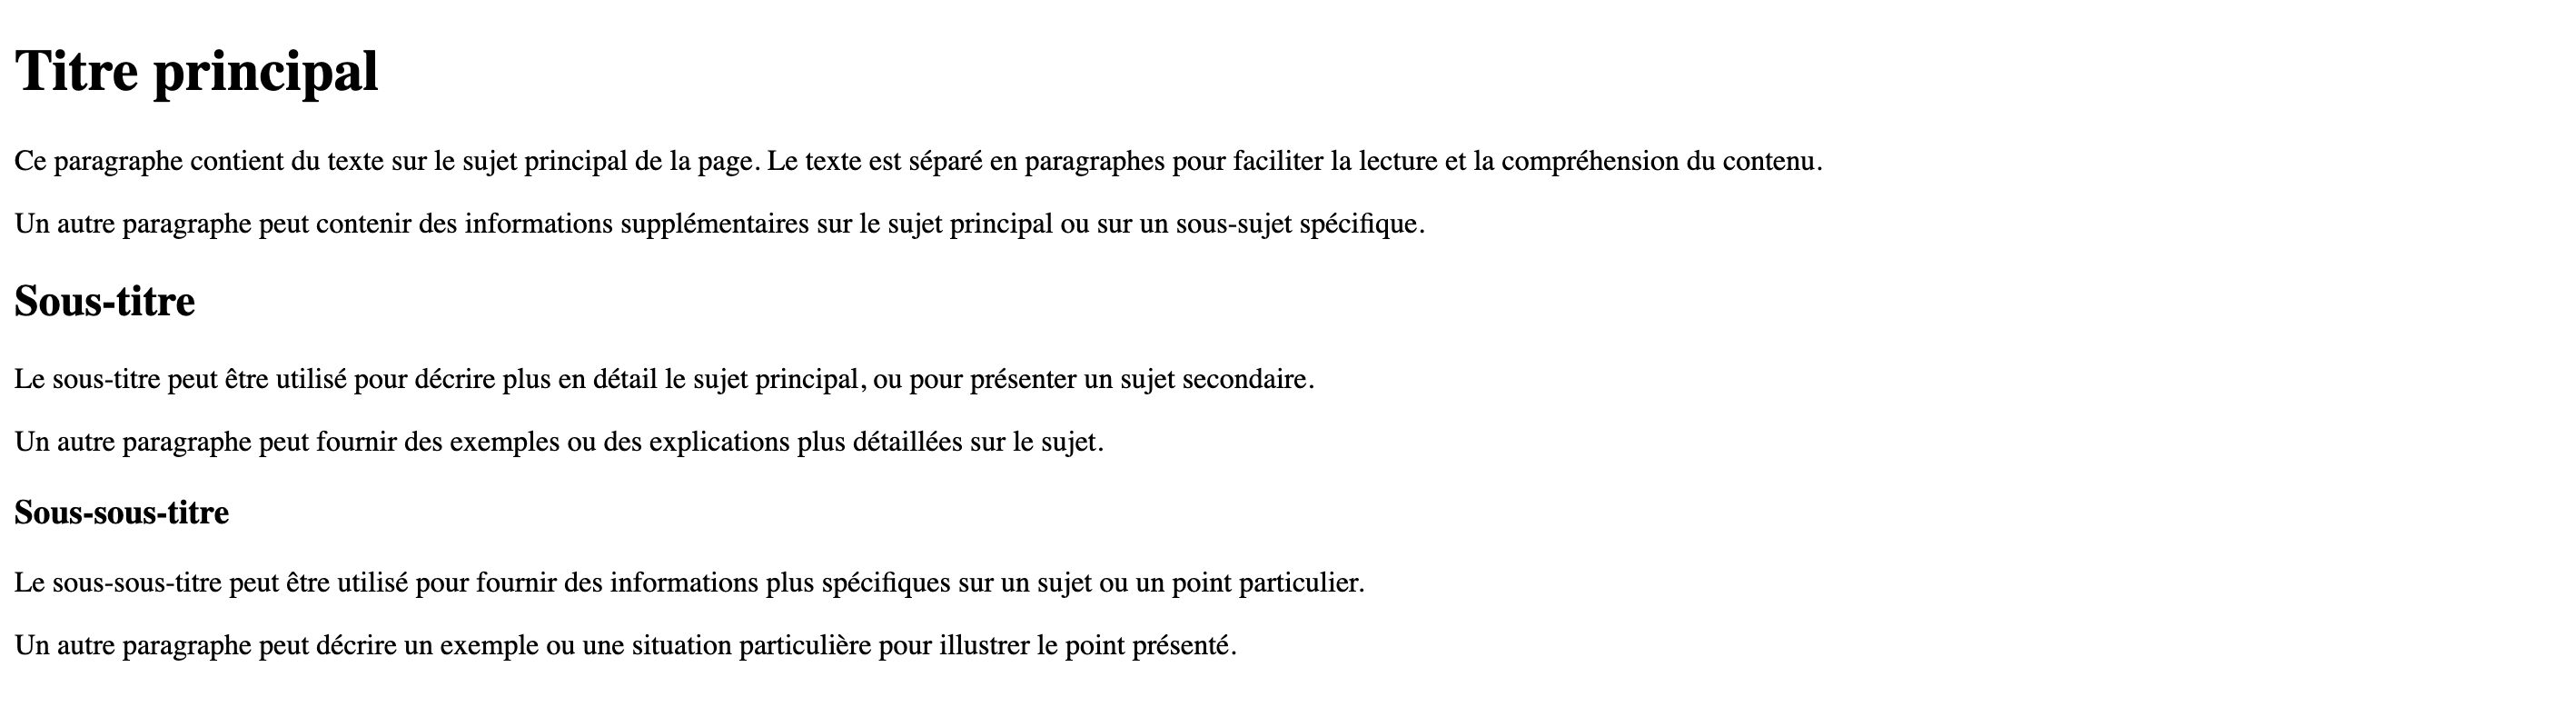 Titre principal
Ce paragraphe contient du texte sur le sujet principal de la page. Le texte est séparé en paragraphes pour faciliter la lecture et la compréhension du contenu.
Un autre paragraphe peut contenir des informations supplémentaires sur le sujet principal ou sur un sous-sujet spécifique.
Sous-titre
Le sous-titre peut être utilisé pour décrire plus en détail le sujet principal, ou pour présenter un sujet secondaire.
Un autre paragraphe peut fournir des exemples ou des explications plus détaillées sur le sujet.
Sous-sous-titre
Le sous-sous-titre peut être utilisé pour fournir des informations plus spécifiques sur un sujet ou un point particulier.
Un autre paragraphe peut décrire un exemple ou une situation particulière pour illustrer le point présenté.